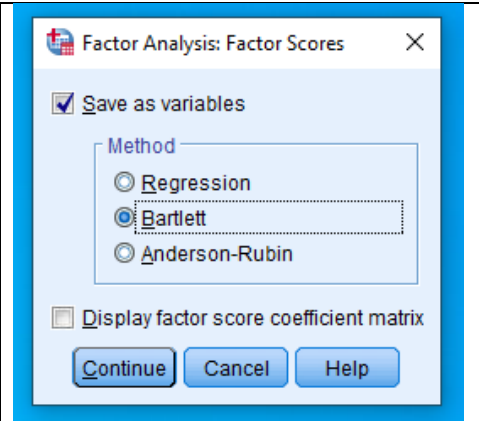 Factor Analysis: Factor Scores
Save as variables
Method
Regression
Bartlett
Anderson-Rubin
Display factor score coefficient matrix
Continue Cancel Help